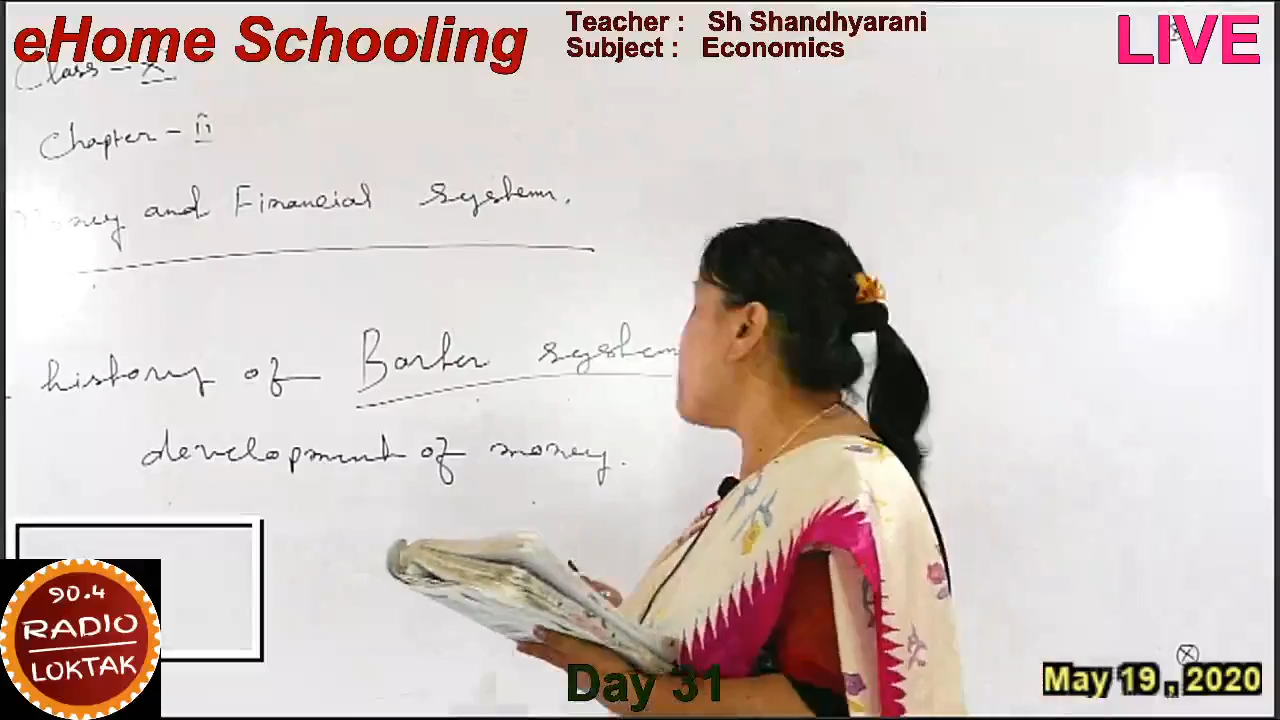 eHome Schooling
Teacher : Sh Shandhyarani
Subject : Economics
LIVE
Class - X
Chapter - II
Money and Financial system.
history of Barter system
development of money.
90.4
RADIO
LOKTAK
Day 31
May 19 , 2020